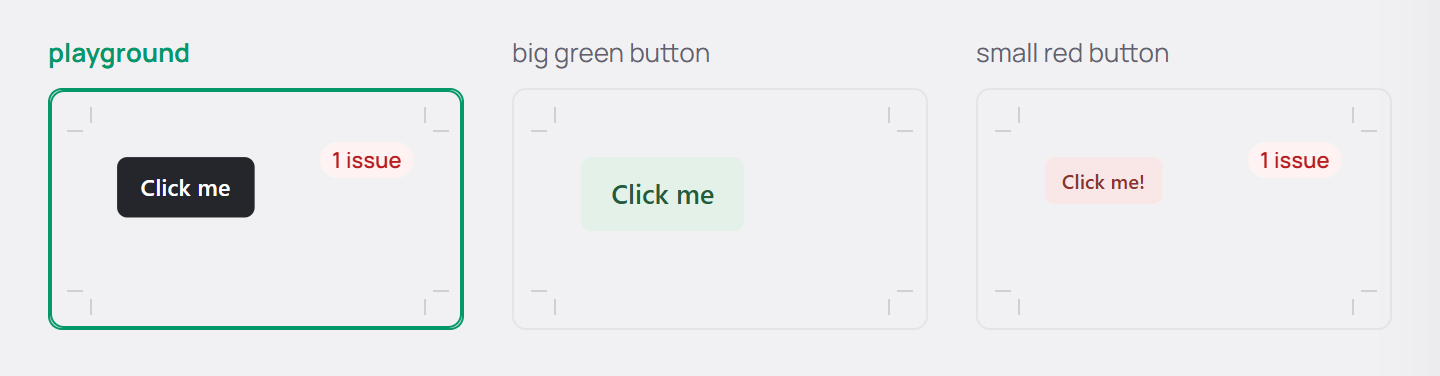 playground
big green button
small red button
1 issue
1 issue
Click me
Click me
Click me!